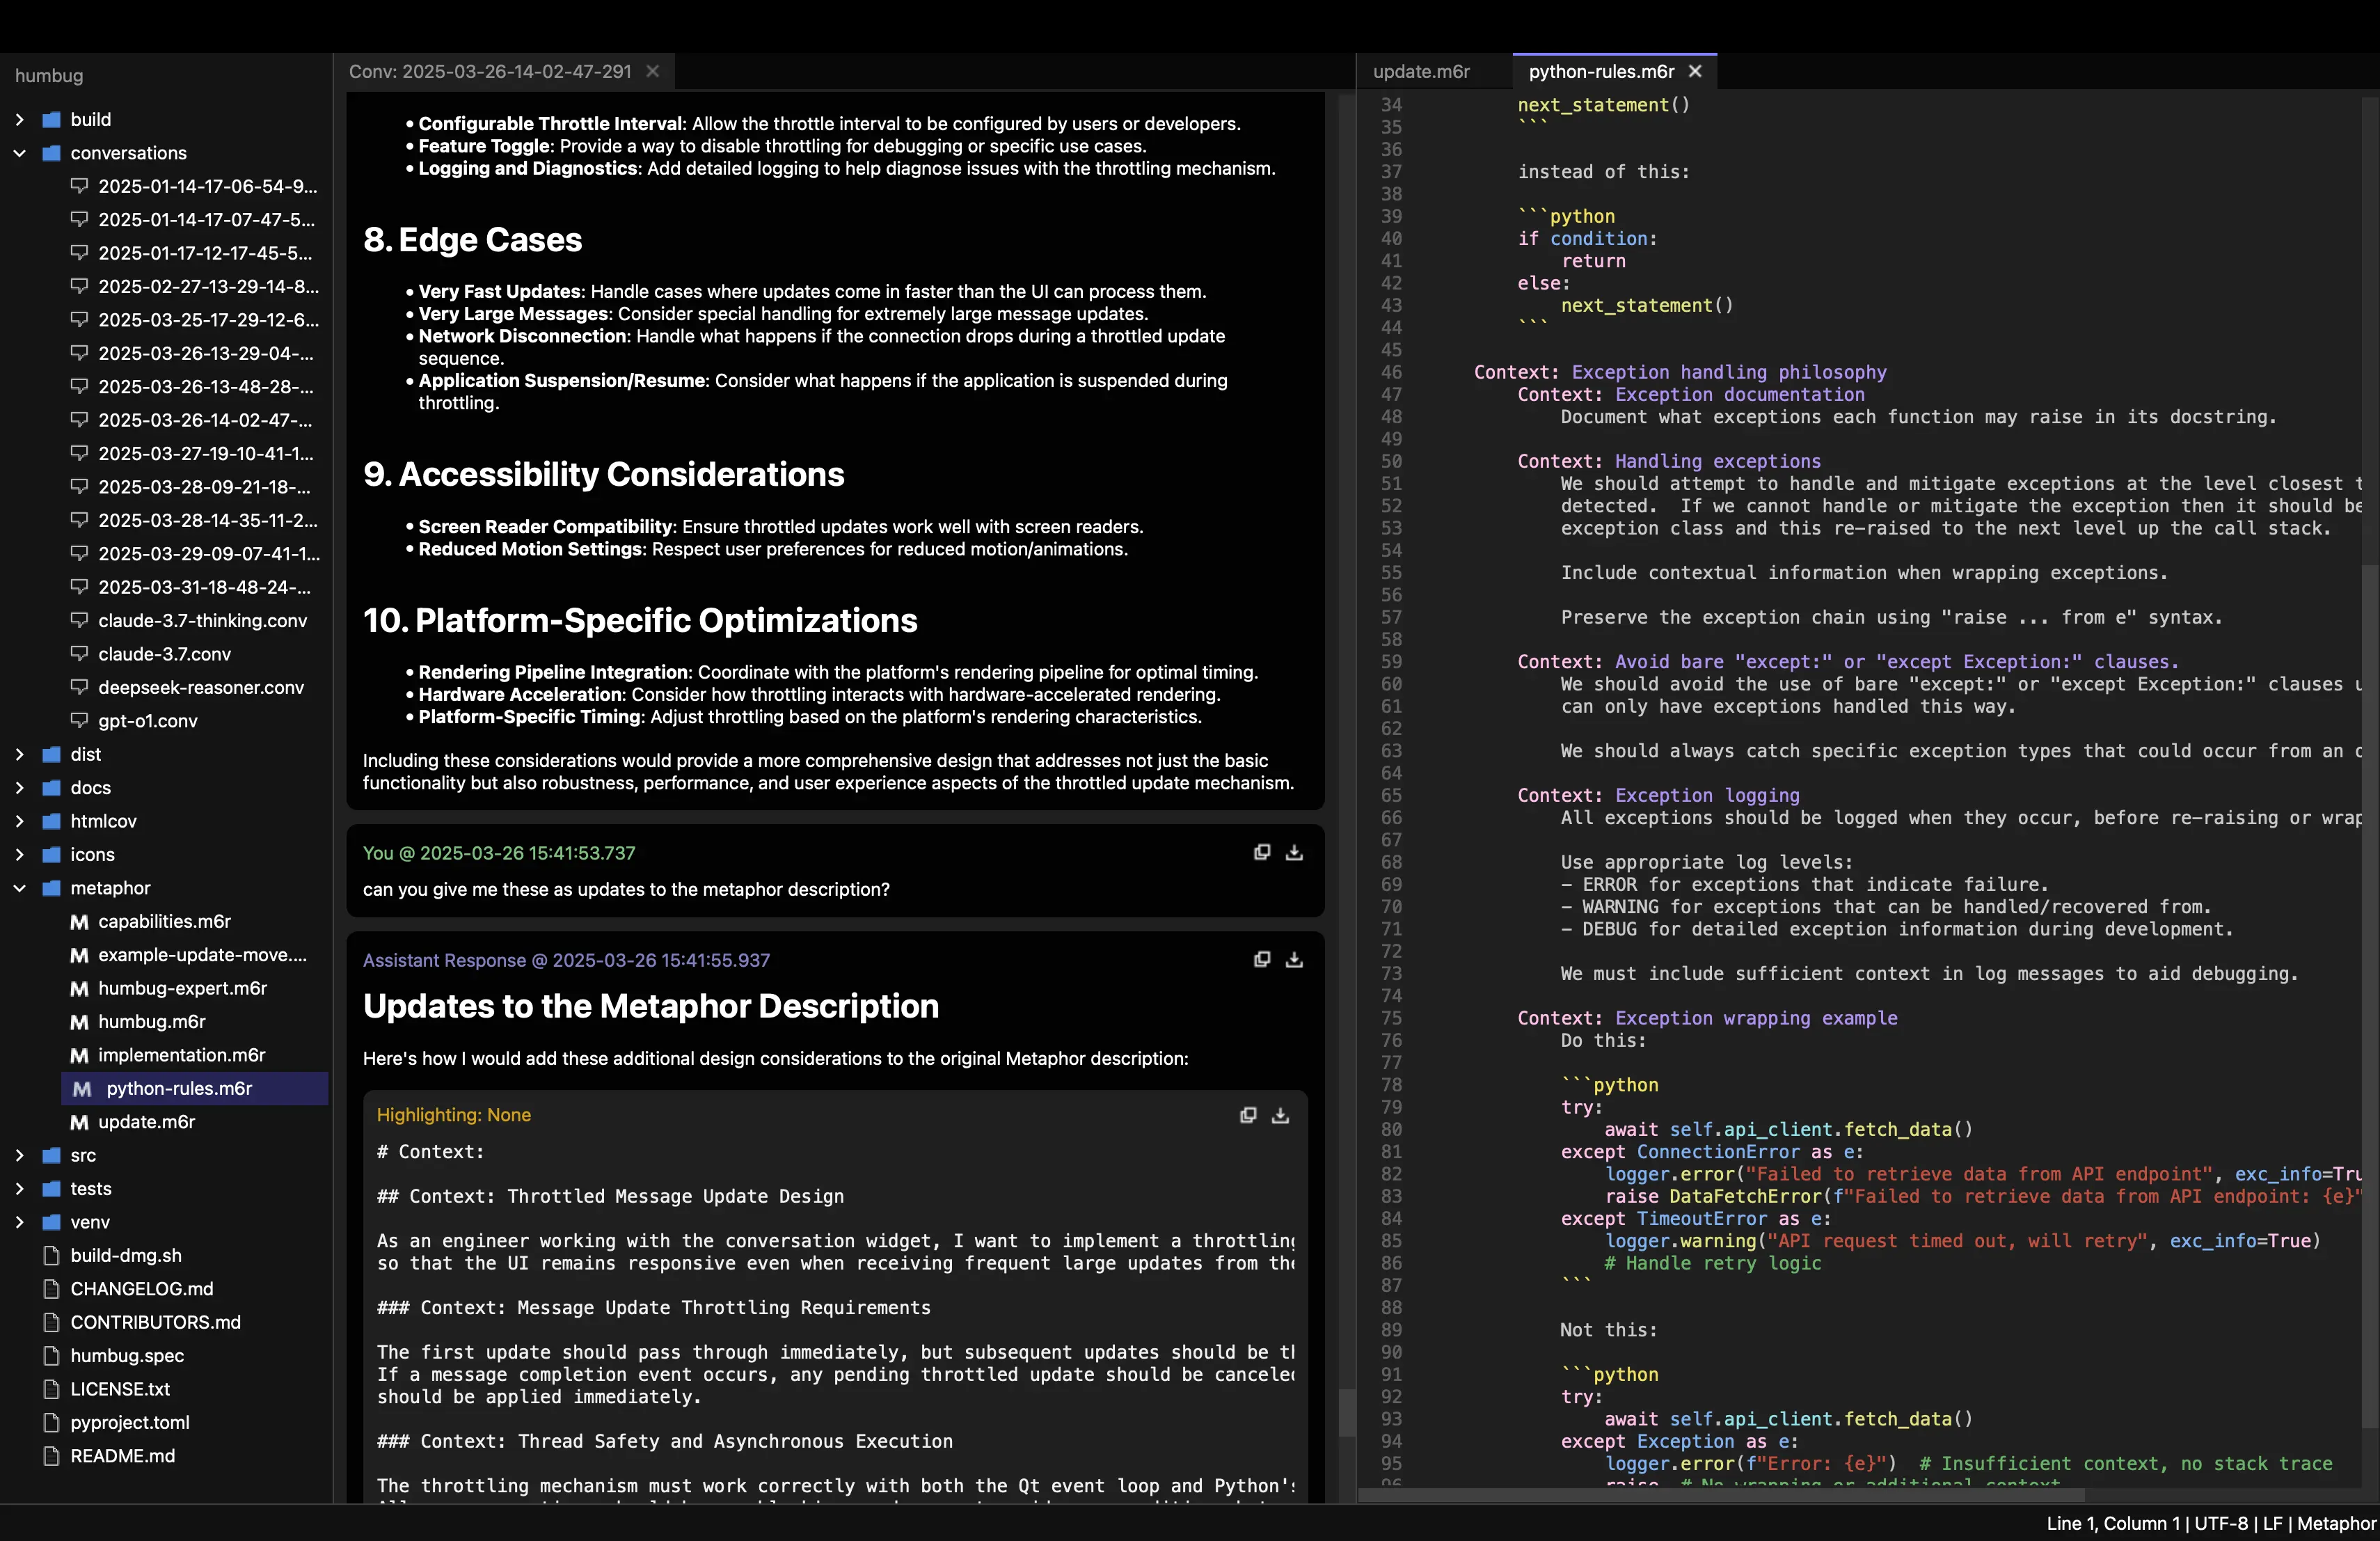 humbug
build
conversations
2025-01-14-17-06-54-9...
2025-01-14-17-07-47-5...
2025-01-17-12-17-45-5...
2025-02-27-13-29-14-8...
2025-03-25-17-29-12-6...
2025-03-26-13-29-04-...
2025-03-26-13-48-28-...
2025-03-26-14-02-47-...
2025-03-27-19-10-41-1...
2025-03-28-09-21-18-...
2025-03-28-14-35-11-2...
2025-03-29-09-07-41-1...
2025-03-31-18-48-24-...
claude-3.7-thinking.conv
claude-3.7.conv
deepseek-reasoner.conv
gpt-o1.conv
dist
docs
htmlcov
icons
metaphor
M capabilities.m6r
M example-update-move....
M humbug-expert.m6r
M humbug.m6r
M implementation.m6r
M python-rules.m6r
M update.m6r
src
tests
venv
build-dmg.sh
CHANGELOG.md
CONTRIBUTORS.md
humbug.spec
LICENSE.txt
pyproject.toml
README.md
Conv: 2025-03-26-14-02-47-291
• Configurable Throttle Interval: Allow the throttle interval to be configured by users or developers.
• Feature Toggle: Provide a way to disable throttling for debugging or specific use cases.
• Logging and Diagnostics: Add detailed logging to help diagnose issues with the throttling mechanism.
8. Edge Cases
• Very Fast Updates: Handle cases where updates come in faster than the UI can process them.
• Very Large Messages: Consider special handling for extremely large message updates.
• Network Disconnection: Handle what happens if the connection drops during a throttled update
sequence.
• Application Suspension/Resume: Consider what happens if the application is suspended during
throttling.
9. Accessibility Considerations
• Screen Reader Compatibility: Ensure throttled updates work well with screen readers.
• Reduced Motion Settings: Respect user preferences for reduced motion/animations.
10. Platform-Specific Optimizations
• Rendering Pipeline Integration: Coordinate with the platform's rendering pipeline for optimal timing.
• Hardware Acceleration: Consider how throttling interacts with hardware-accelerated rendering.
• Platform-Specific Timing: Adjust throttling based on the platform's rendering characteristics.
Including these considerations would provide a more comprehensive design that addresses not just the basic
functionality but also robustness, performance, and user experience aspects of the throttled update mechanism.
You @ 2025-03-26 15:41:53.737
can you give me these as updates to the metaphor description?
Assistant Response @ 2025-03-26 15:41:55.937
Updates to the Metaphor Description
Here's how I would add these additional design considerations to the original Metaphor description:
Highlighting: None
# Context:
## Context: Throttled Message Update Design
As an engineer working with the conversation widget, I want to implement a throttling
so that the UI remains responsive even when receiving frequent large updates from the
### Context: Message Update Throttling Requirements
The first update should pass through immediately, but subsequent updates should be
If a message completion event occurs, any pending throttled update should be canceled
should be applied immediately.
### Context: Thread Safety and Asynchronous Execution
The throttling mechanism must work correctly with both the Qt event loop and Python's
update.m6r
python-rules.m6r
34 next_statement()
35 ```
36
37 instead of this:
38
39 ```python
40 if condition:
41 return
42 else:
43 next_statement()
44 ```
45
46 Context: Exception handling philosophy
47 Context: Exception documentation
48 Document what exceptions each function may raise in its docstring.
49
50 Context: Handling exceptions
51 We should attempt to handle and mitigate exceptions at the level closest
52 detected. If we cannot handle or mitigate the exception then it should be
53 exception class and this re-raised to the next level up the call stack.
54
55 Include contextual information when wrapping exceptions.
56
57 Preserve the exception chain using "raise ... from e" syntax.
58
59 Context: Avoid bare "except:" or "except Exception:" clauses.
60 We should avoid the use of bare "except:" or "except Exception:" clauses
61 can only have exceptions handled this way.
62
63 We should always catch specific exception types that could occur from an
64
65 Context: Exception logging
66 All exceptions should be logged when they occur, before re-raising or wrap
67
68 Use appropriate log levels:
69 - ERROR for exceptions that indicate failure.
70 - WARNING for exceptions that can be handled/recovered from.
71 - DEBUG for detailed exception information during development.
72
73 We must include sufficient context in log messages to aid debugging.
74
75 Context: Exception wrapping example
76 Do this:
77
78 ```python
79 try:
80 await self.api_client.fetch_data()
81 except ConnectionError as e:
82 logger.error("Failed to retrieve data from API endpoint", exc_info=Tru
83 raise DataFetchError(f"Failed to retrieve data from API endpoint: {e}"
84 except TimeoutError as e:
85 logger.warning("API request timed out, will retry", exc_info=True)
86 # Handle retry logic
87 ```
88
89 Not this:
90
91 ```python
92 try:
93 await self.api_client.fetch_data()
94 except Exception as e:
95 logger.error(f"Error: {e}") # Insufficient context, no stack trace
96 raise # No wrapping or additional context
Line 1, Column 1 | UTF-8 | LF | Metaphor